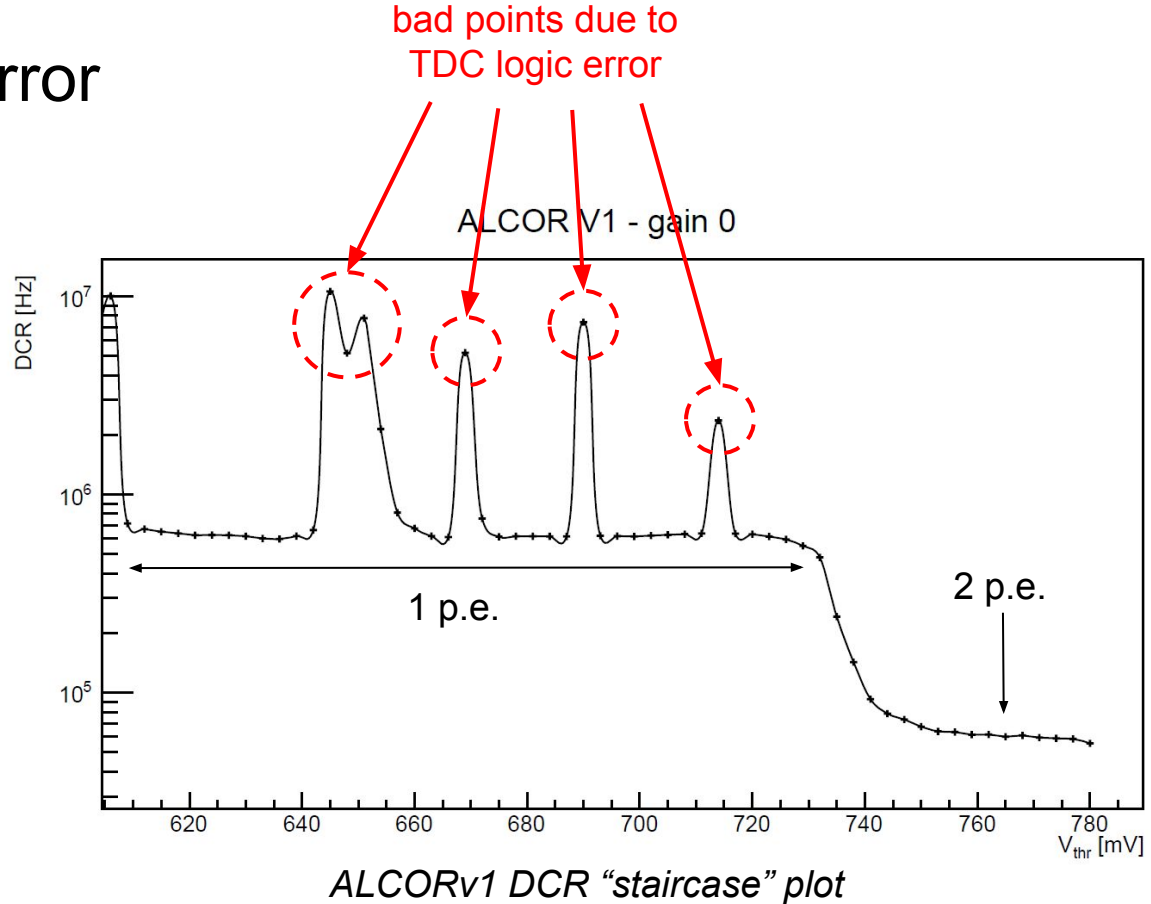 bad points due to
TDC logic error
rror
ALCOR V1 - gain 0
DCR [Hz]
10⁷
10⁶
10⁵
1 p.e.
2 p.e.
620 640 660 680 700 720 740 760 780
V_thr [mV]
ALCORv1 DCR “staircase” plot